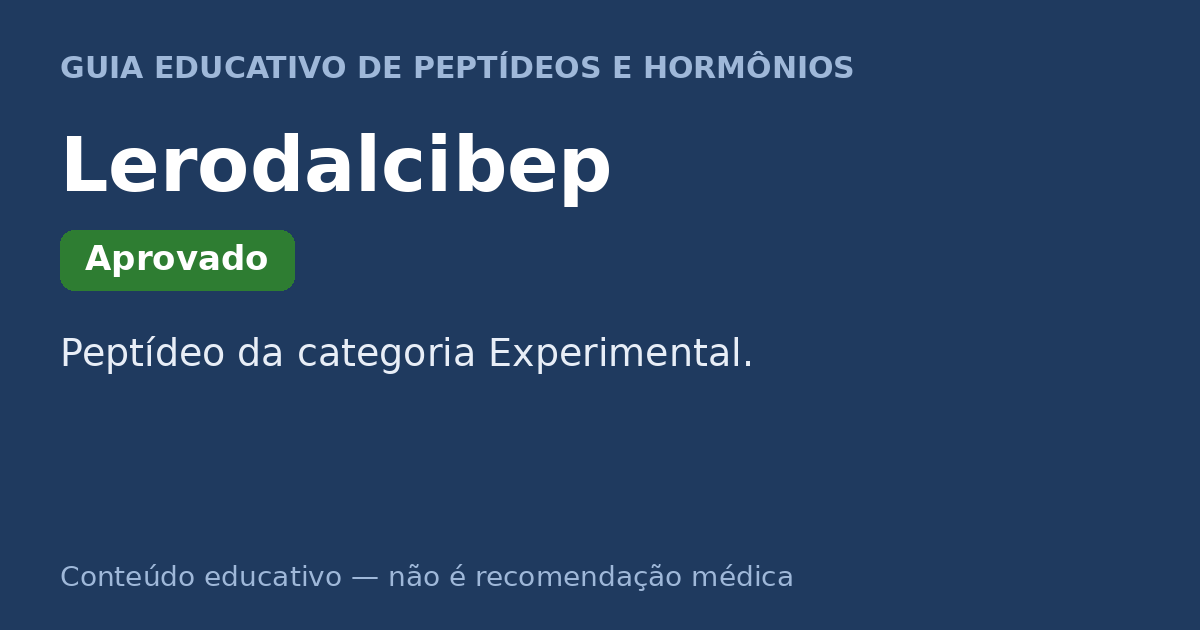 GUIA EDUCATIVO DE PEPTÍDEOS E HORMÔNIOS
Lerodalcibep
Aprovado
Peptídeo da categoria Experimental.
Conteúdo educativo — não é recomendação médica